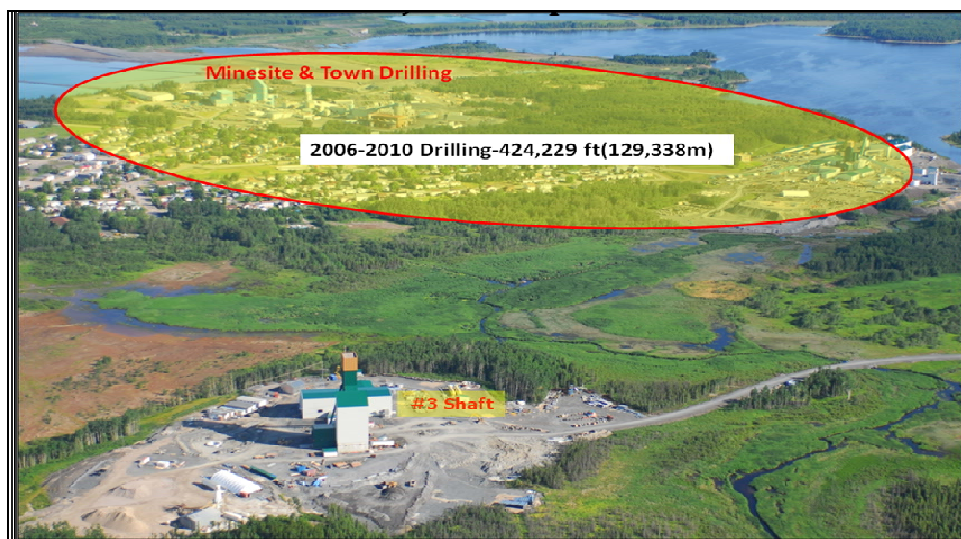 Minesite & Town Drilling
2006-2010 Drilling-424,229 ft(129,338m)
#3 Shaft